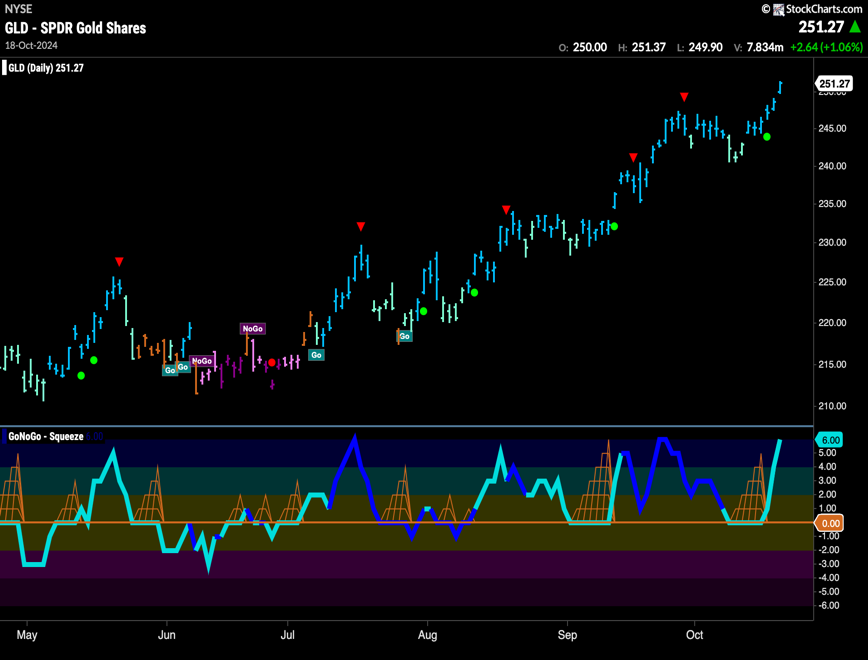 NYSE
© StockCharts.com
GLD - SPDR Gold Shares
251.27
18-Oct-2024
O: 250.00 H: 251.37 L: 249.90 V: 7.834m +2.64 (+1.06%)
GLD (Daily) 251.27
251.27
250.00
245.00
240.00
235.00
230.00
225.00
220.00
215.00
210.00
NoGo
NoGo
Go
Go
Go
Go
GoNoGo - Squeeze 6.00
6.00
5.00
4.00
3.00
2.00
1.00
0.00
-1.00
-2.00
-3.00
-4.00
-5.00
-6.00
May Jun Jul Aug Sep Oct